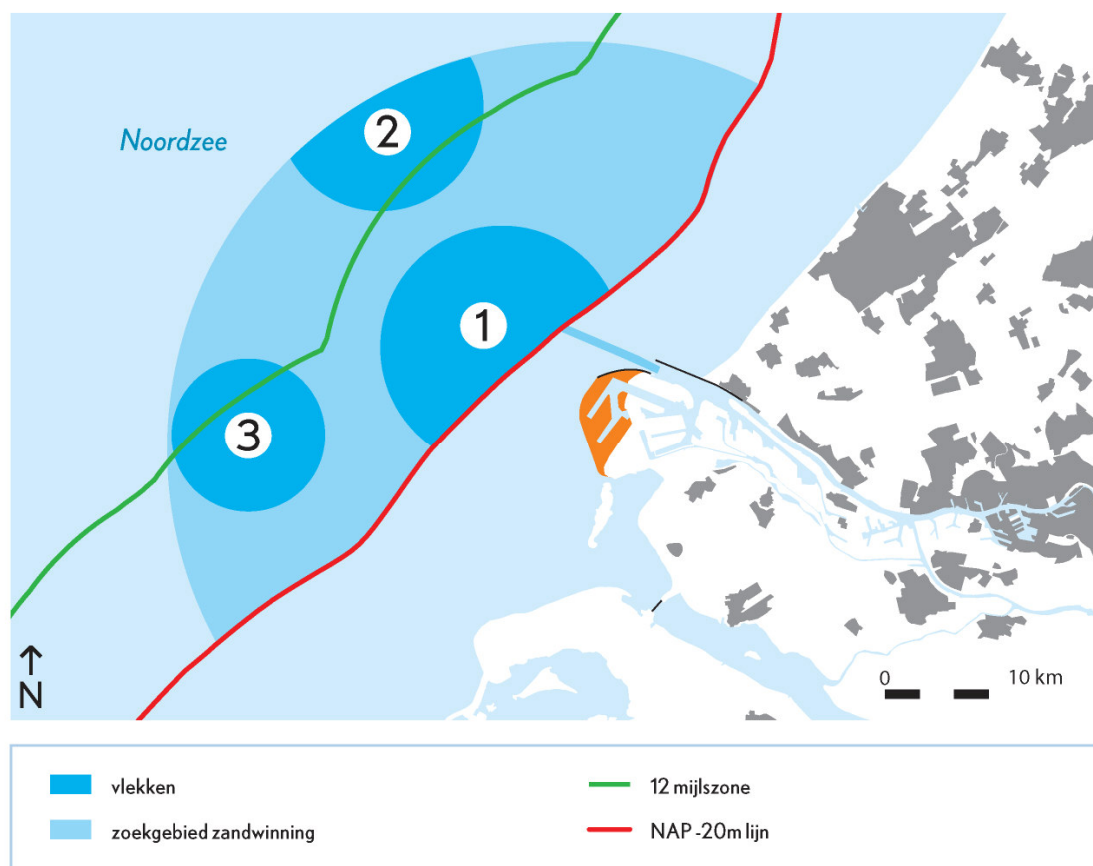 Noordzee
2
1
3
N
0 10 km
vlekken
zoekgebied zandwinning
12 mijlszone
NAP -20m lijn